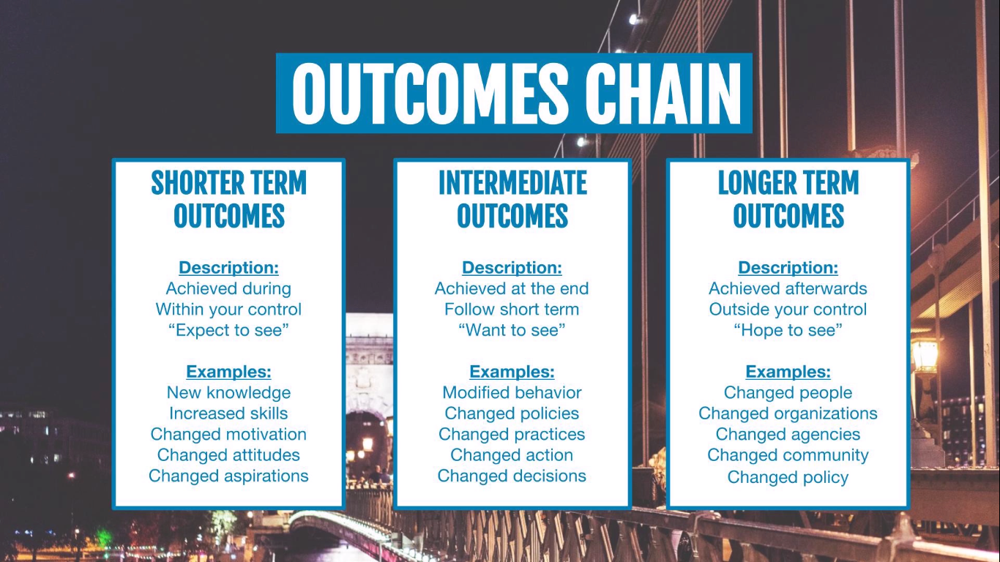 OUTCOMES CHAIN
SHORTER TERM
OUTCOMES
Description:
Achieved during
Within your control
“Expect to see”
Examples:
New knowledge
Increased skills
Changed motivation
Changed attitudes
Changed aspirations
INTERMEDIATE
OUTCOMES
Description:
Achieved at the end
Follow short term
“Want to see”
Examples:
Modified behavior
Changed policies
Changed practices
Changed action
Changed decisions
LONGER TERM
OUTCOMES
Description:
Achieved afterwards
Outside your control
“Hope to see”
Examples:
Changed people
Changed organizations
Changed agencies
Changed community
Changed policy